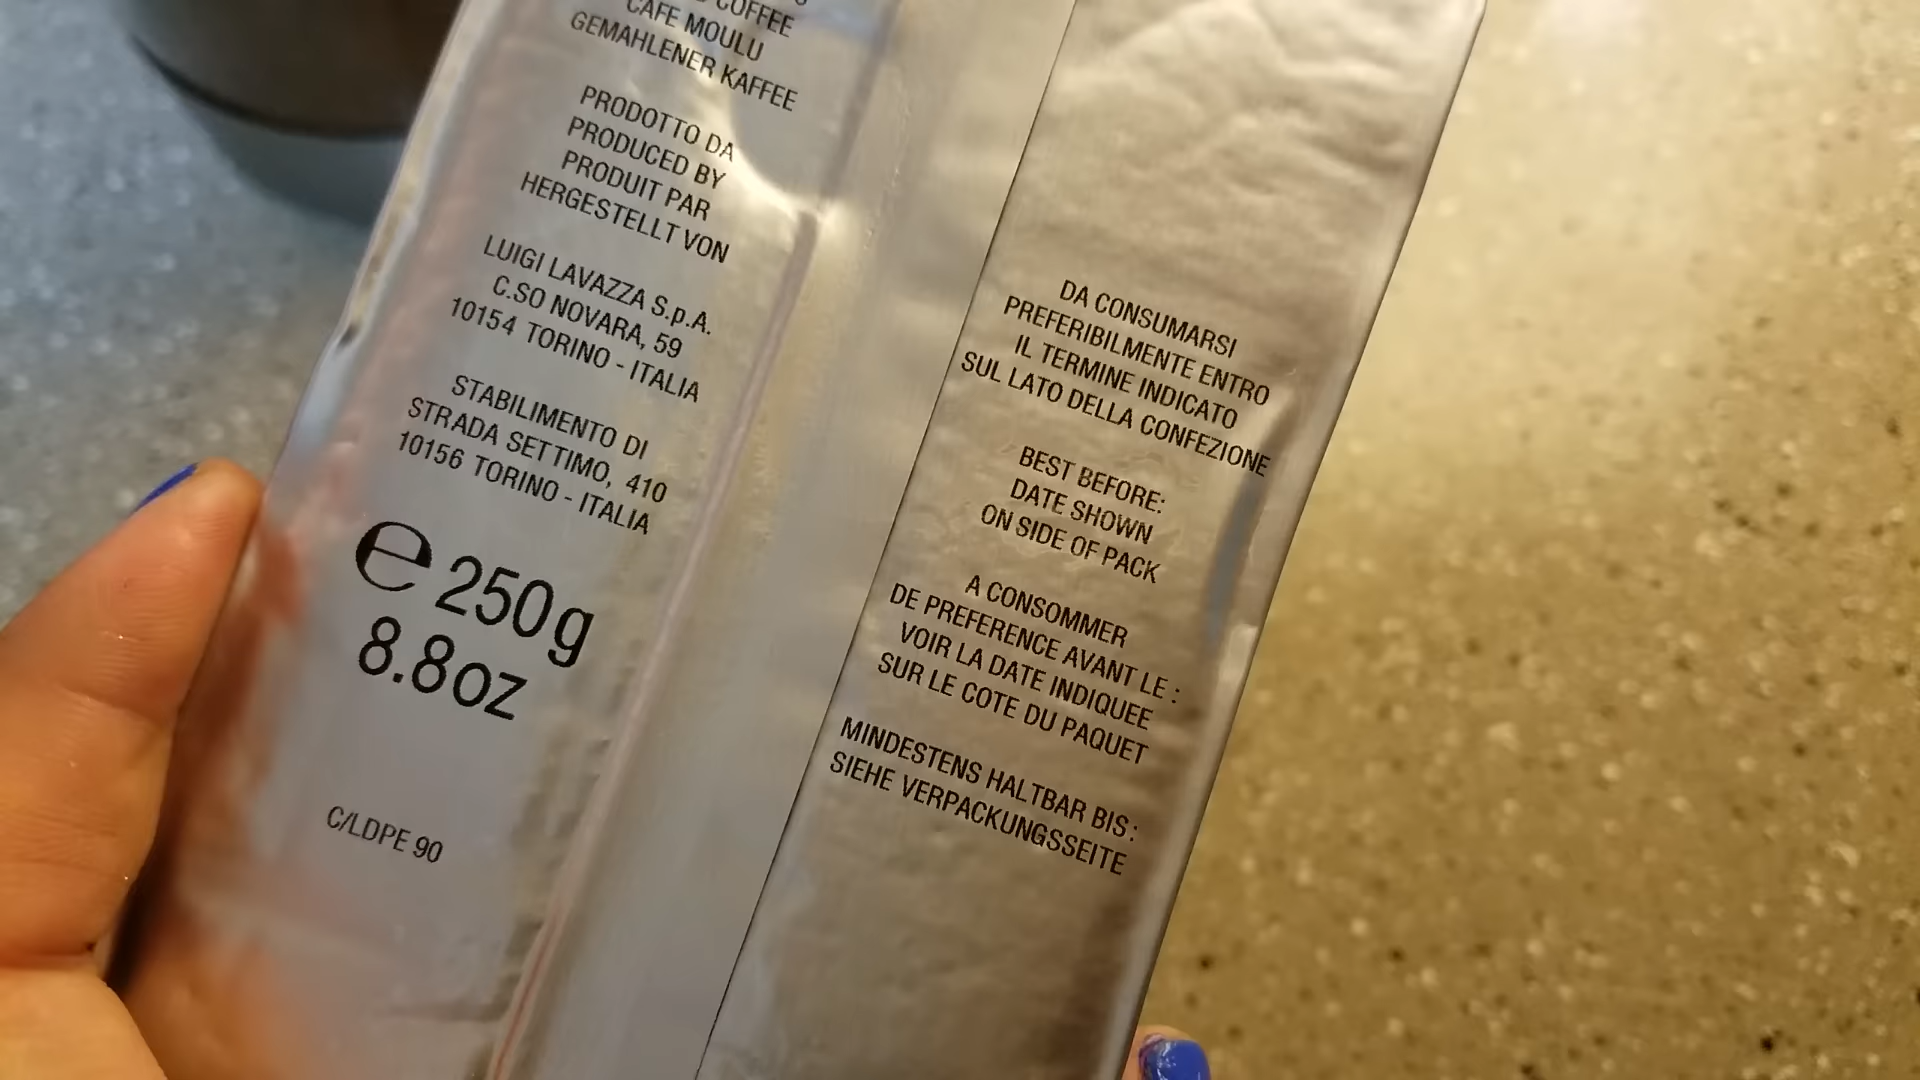 COFFEE
CAFE MOULU
GEMAHLENER KAFFEE
PRODOTTO DA
PRODUCED BY
PRODUIT PAR
HERGESTELLT VON
LUIGI LAVAZZA S.p.A.
C.SO NOVARA, 59
10154 TORINO - ITALIA
STABILIMENTO DI
STRADA SETTIMO, 410
10156 TORINO - ITALIA
℮ 250g
8.8oz
C/LDPE 90
DA CONSUMARSI
PREFERIBILMENTE ENTRO
IL TERMINE INDICATO
SUL LATO DELLA CONFEZIONE
BEST BEFORE:
DATE SHOWN
ON SIDE OF PACK
A CONSOMMER
DE PREFERENCE AVANT LE :
VOIR LA DATE INDIQUEE
SUR LE COTE DU PAQUET
MINDESTENS HALTBAR BIS:
SIEHE VERPACKUNGSSEITE